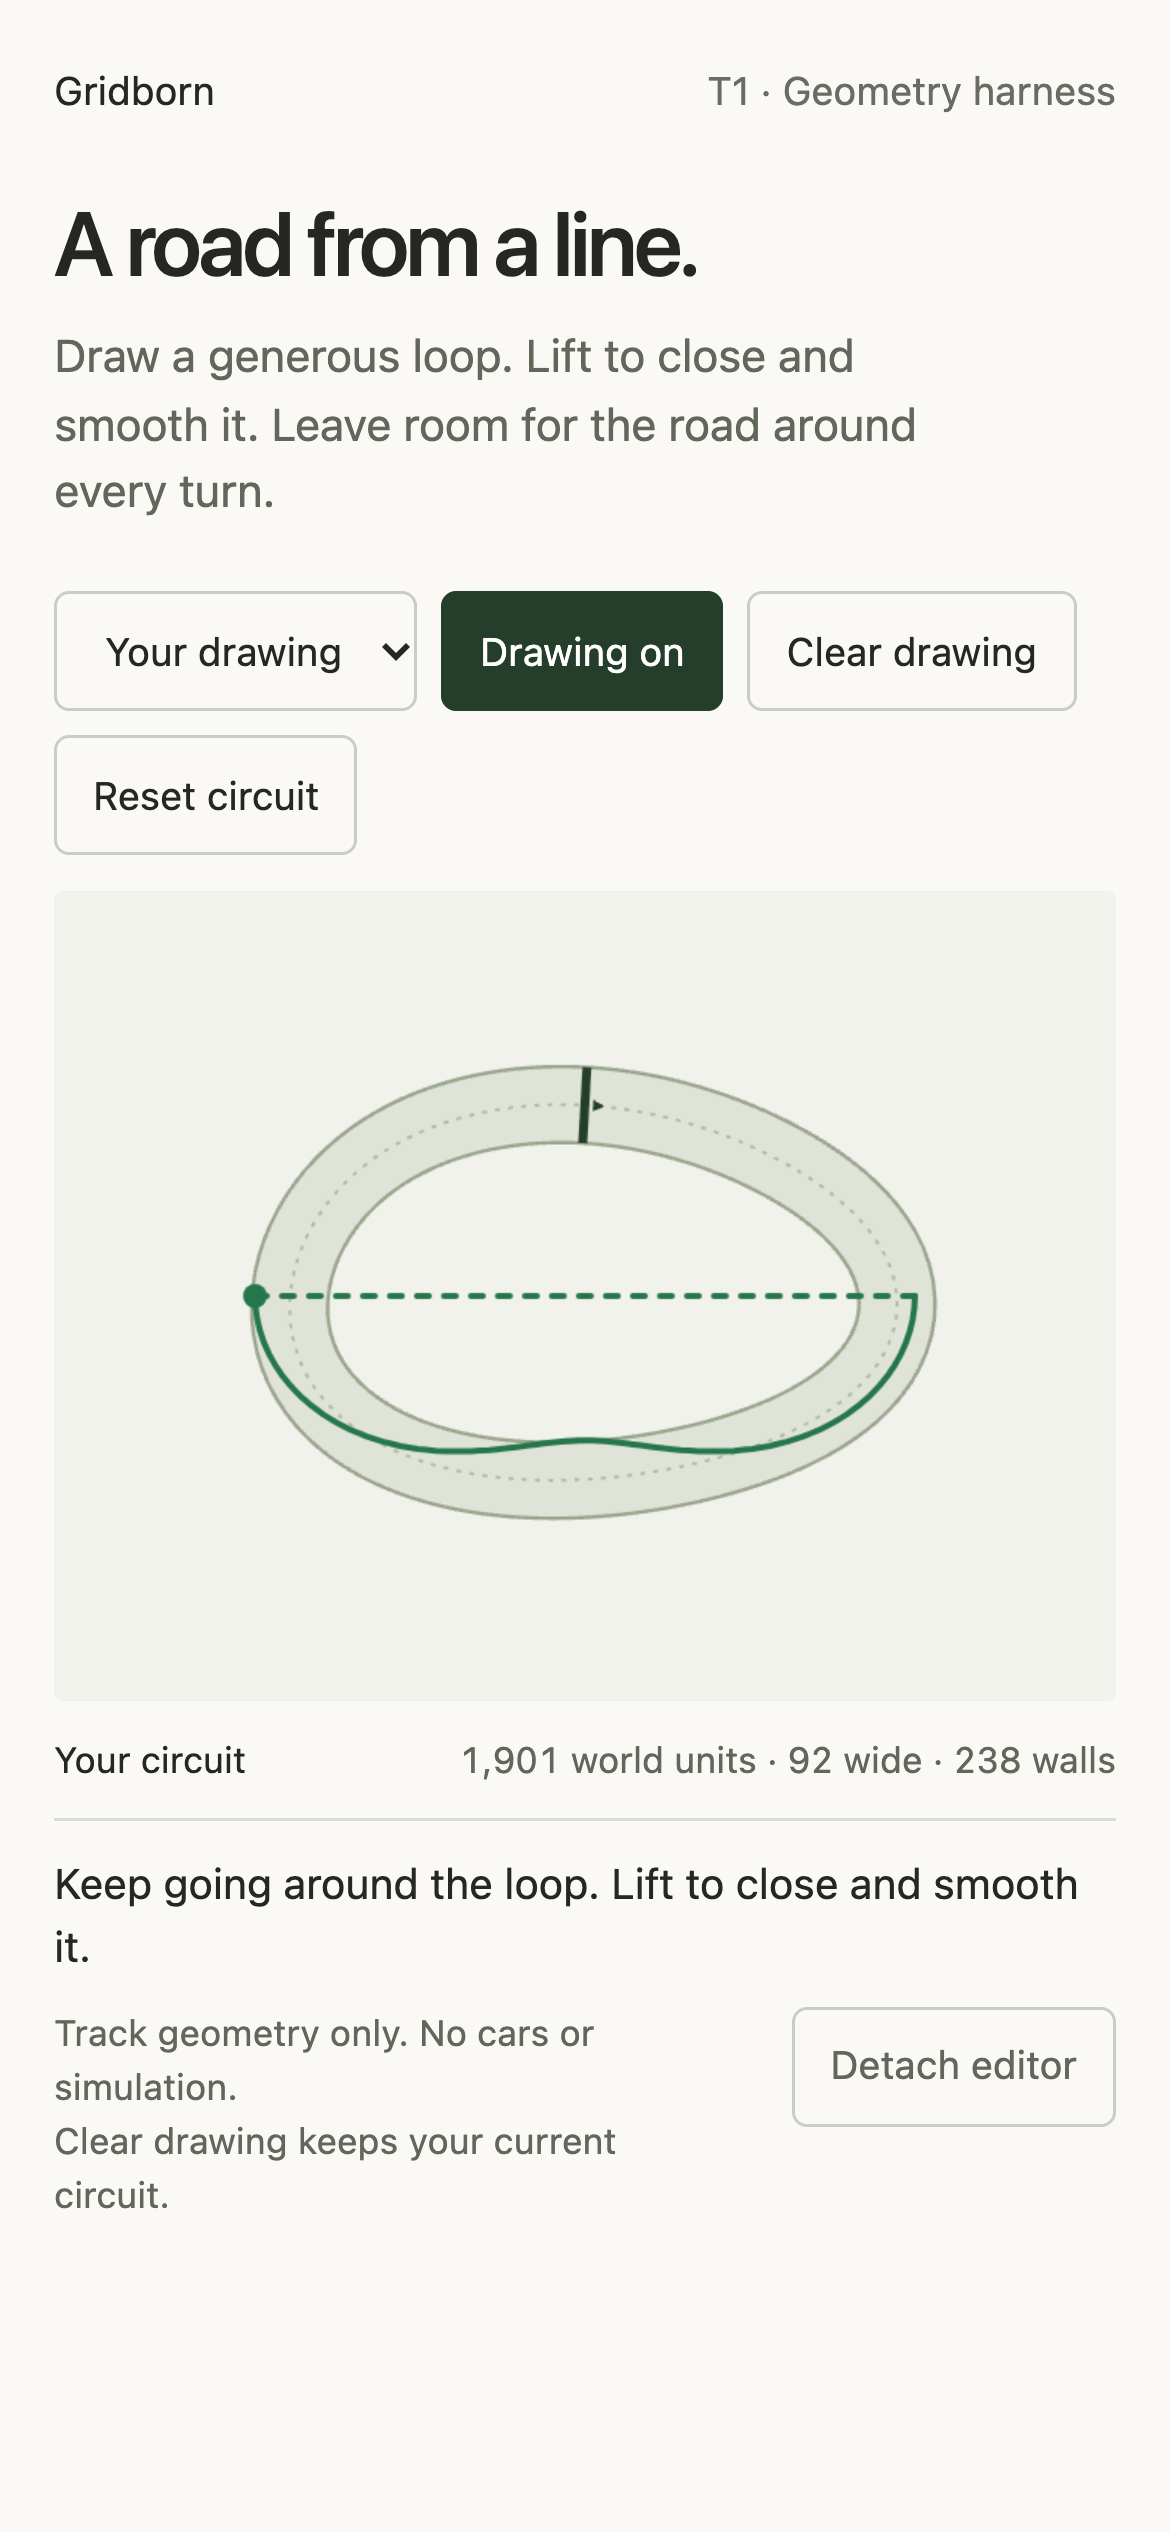 Gridborn
T1 · Geometry harness
A road from a line.
Draw a generous loop. Lift to close and
smooth it. Leave room for the road around
every turn.
Your drawing
Drawing on
Clear drawing
Reset circuit
Your circuit
1,901 world units · 92 wide · 238 walls
Keep going around the loop. Lift to close and smooth
it.
Track geometry only. No cars or
simulation.
Clear drawing keeps your current
circuit.
Detach editor